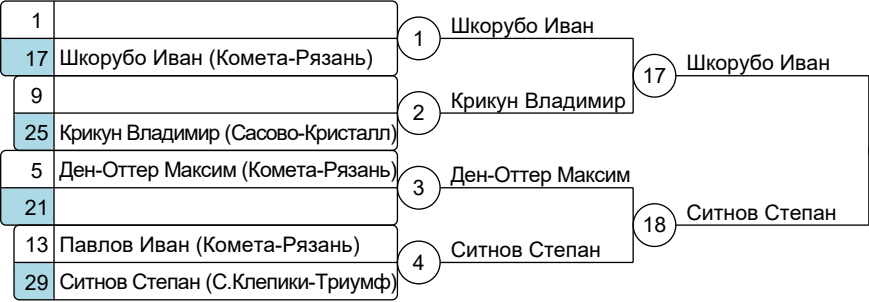 1
17 Шкорубо Иван (Комета-Рязань)
9
25 Крикун Владимир (Сасово-Кристалл)
5 Ден-Оттер Максим (Комета-Рязань)
21
13 Павлов Иван (Комета-Рязань)
29 Ситнов Степан (С.Клепики-Триумф)
1 Шкорубо Иван
2 Крикун Владимир
3 Ден-Оттер Максим
4 Ситнов Степан
17 Шкорубо Иван
18 Ситнов Степан